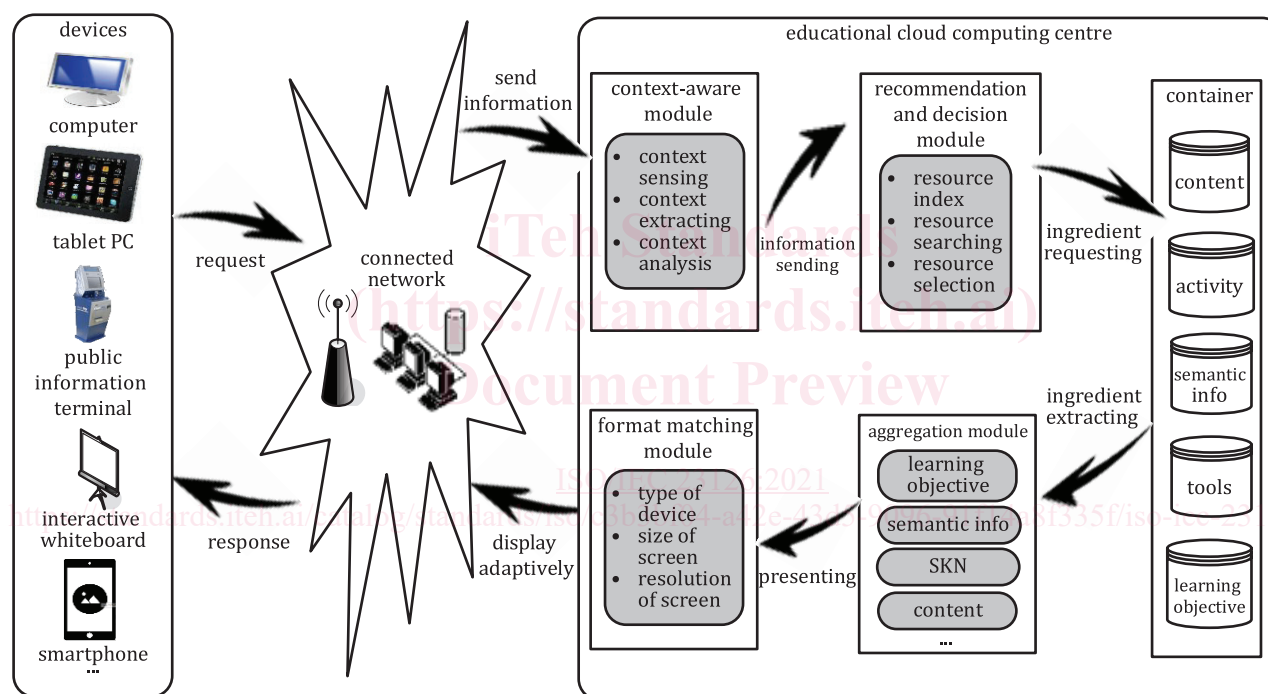 devices
computer
tablet PC
public
information
terminal
interactive
whiteboard
smartphone
...
request
response
connected
network
send
information
display
adaptively
educational cloud computing centre
context-aware
module
• context
sensing
• context
extracting
• context
analysis
information
sending
recommendation
and decision
module
• resource
index
• resource
searching
• resource
selection
ingredient
requesting
container
content
activity
semantic
info
tools
learning
objective
ingredient
extracting
aggregation module
learning
objective
semantic info
SKN
content
...
presenting
format matching
module
• type of
device
• size of
screen
• resolution
of screen
iTeh Standards
(https://standards.iteh.ai)
Document Preview
ISO/IEC 23126:2021